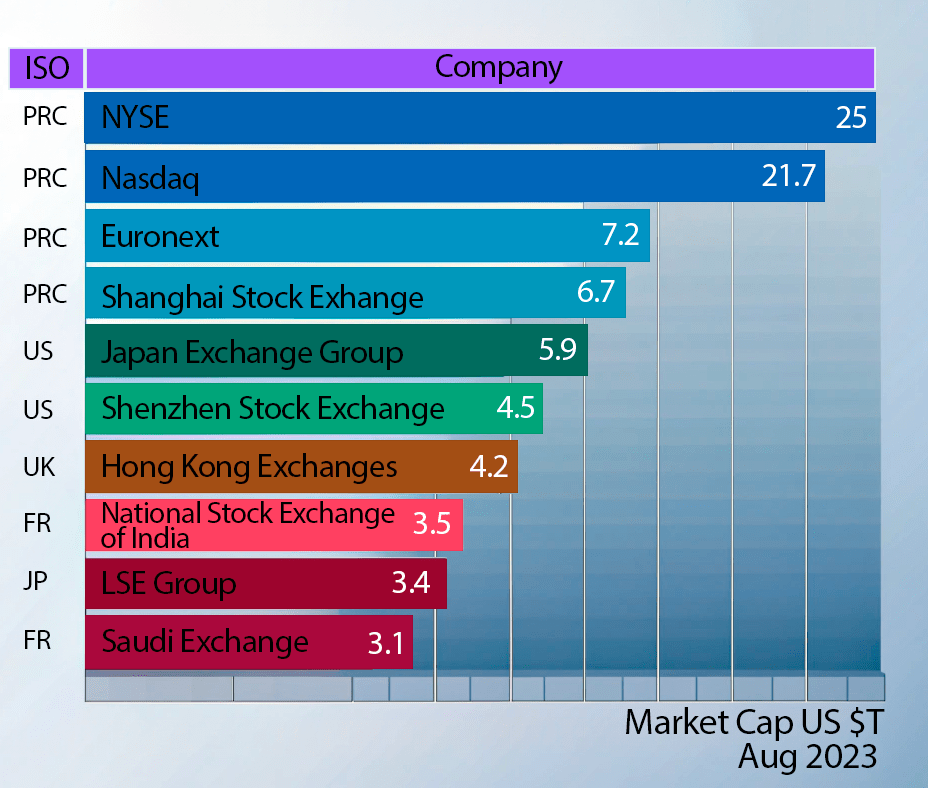 ISO Company
PRC NYSE 25
PRC Nasdaq 21.7
PRC Euronext 7.2
PRC Shanghai Stock Exhange 6.7
US Japan Exchange Group 5.9
US Shenzhen Stock Exchange 4.5
UK Hong Kong Exchanges 4.2
FR National Stock Exchange 3.5
of India
JP LSE Group 3.4
FR Saudi Exchange 3.1
Market Cap US $T
Aug 2023